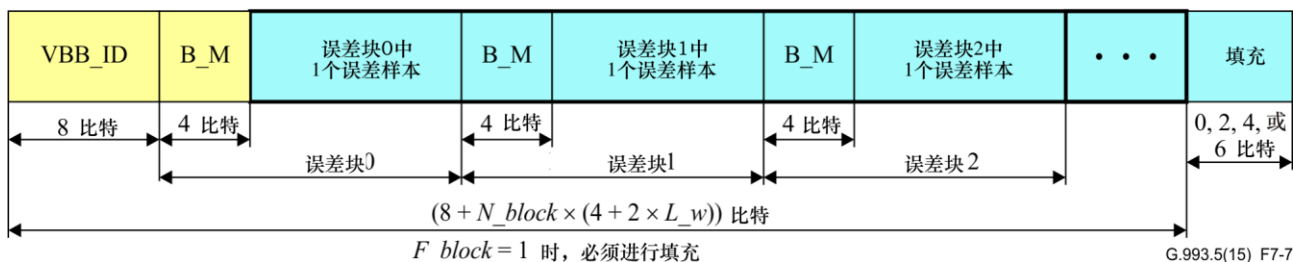 VBB_ID
B_M
误差块0中
1个误差样本
B_M
误差块1中
1个误差样本
B_M
误差块2中
1个误差样本
• • •
填充
8 比特
4 比特
4 比特
4 比特
0, 2, 4, 或
6 比特
误差块0
误差块1
误差块2
(8 + N_block × (4 + 2 × L_w)) 比特
F block = 1 时，必须进行填充
G.993.5(15) F7-7